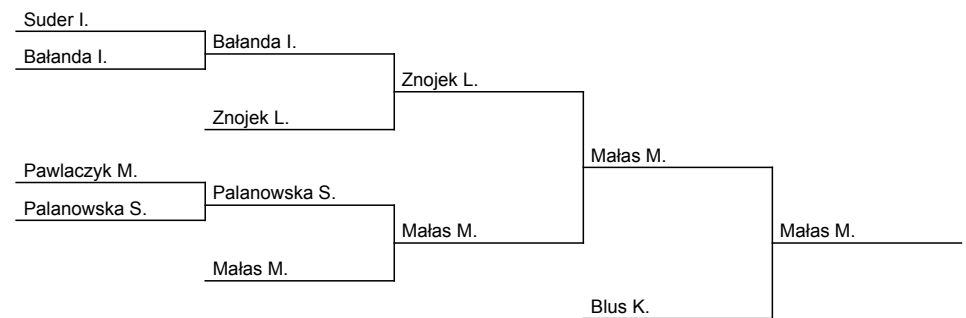 Suder I.
Bałanda I.
Bałanda I.
Znojek L.
Znojek L.
Małas M.
Pawlaczyk M.
Palanowska S.
Palanowska S.
Małas M.
Małas M.
Małas M.
Blus K.